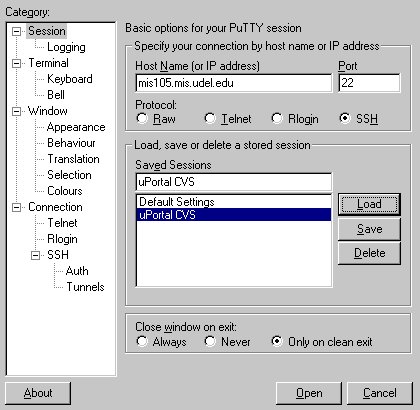 Category:
Session
Logging
Terminal
Keyboard
Bell
Window
Appearance
Behaviour
Translation
Selection
Colours
Connection
Telnet
Rlogin
SSH
Auth
Tunnels
Basic options for your PuTTY session
Specify your connection by host name or IP address
Host Name (or IP address)
Port
mis105.mis.udel.edu
22
Protocol:
Raw
Telnet
Rlogin
SSH
Load, save or delete a stored session
Saved Sessions
uPortal CVS
Default Settings
uPortal CVS
Load
Save
Delete
Close window on exit:
Always
Never
Only on clean exit
About
Open
Cancel